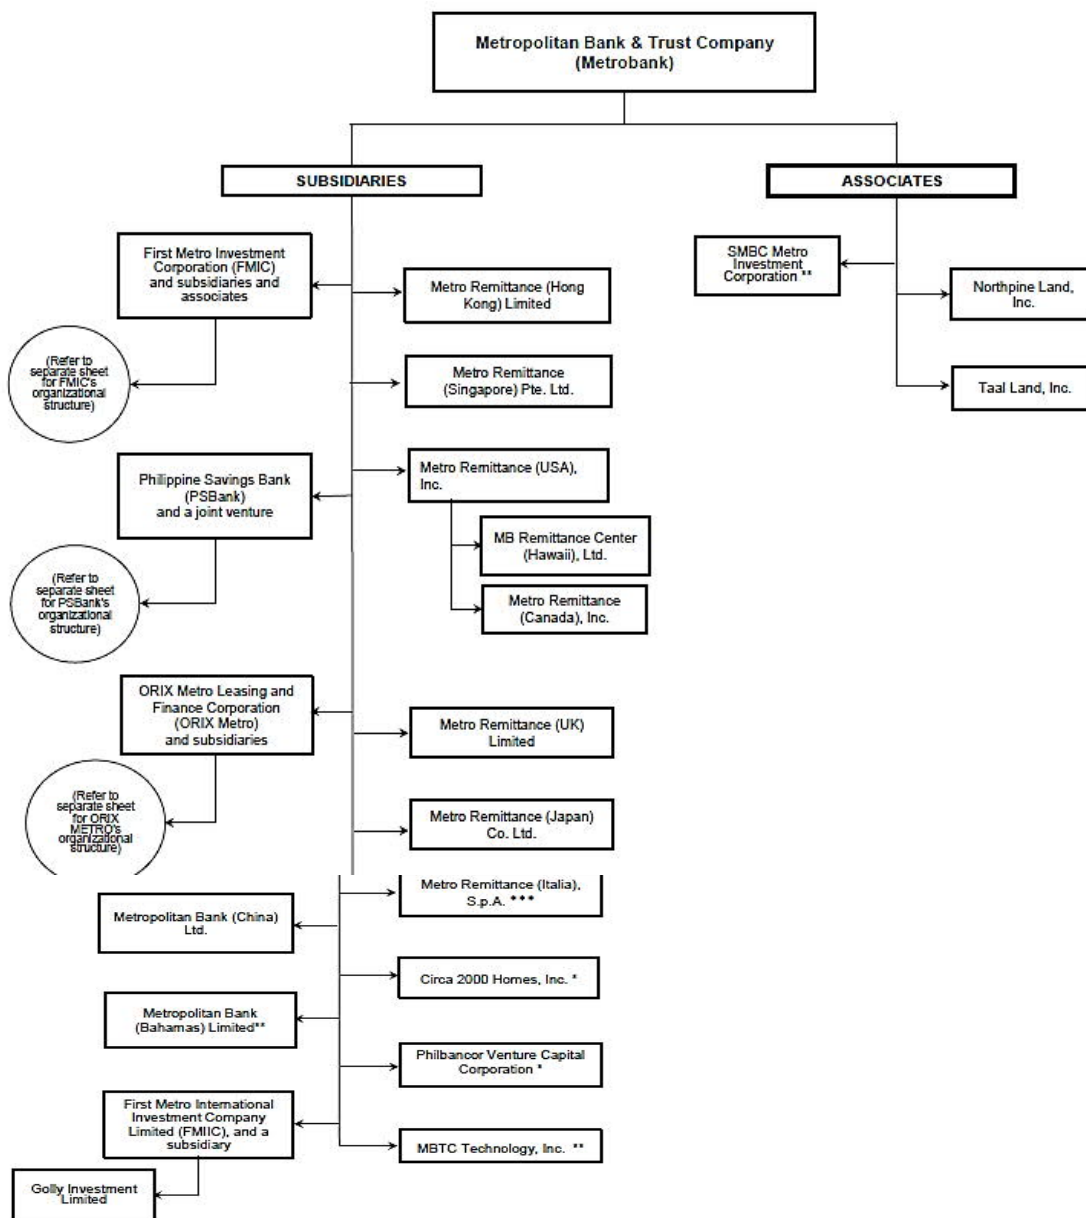 Metropolitan Bank & Trust Company
(Metrobank)
SUBSIDIARIES
ASSOCIATES
First Metro Investment
Corporation (FMIC)
and subsidiaries and
associates
SMBC Metro
Investment
Corporation **
Metro Remittance (Hong
Kong) Limited
Northpine Land,
Inc.
(Refer to
separate sheet
for FMIC's
organizational
structure)
Metro Remittance
(Singapore) Pte. Ltd.
Taal Land, Inc.
Philippine Savings Bank
(PSBank)
and a joint venture
Metro Remittance (USA),
Inc.
MB Remittance Center
(Hawaii), Ltd.
(Refer to
separate sheet
for PSBank's
organizational
structure)
Metro Remittance
(Canada), Inc.
ORIX Metro Leasing and
Finance Corporation
(ORIX Metro)
and subsidiaries
Metro Remittance (UK)
Limited
(Refer to
separate sheet
for ORIX
METRO's
organizational
structure)
Metro Remittance (Japan)
Co. Ltd.
Metro Remittance (Italia),
S.p.A. ***
Metropolitan Bank (China)
Ltd.
Circa 2000 Homes, Inc. *
Metropolitan Bank
(Bahamas) Limited**
Philbancor Venture Capital
Corporation *
First Metro International
Investment Company
Limited (FMIIC), and a
subsidiary
MBTC Technology, Inc. **
Golly Investment
Limited